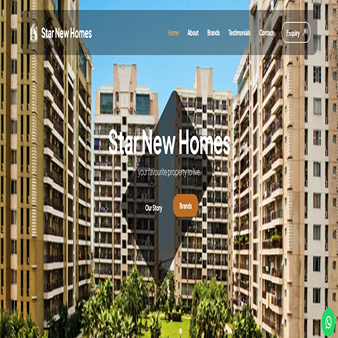 Star New Homes
Home About Brands Testimonials Contact Enquiry
Star New Homes
your favourite property to live
Our Story Brands